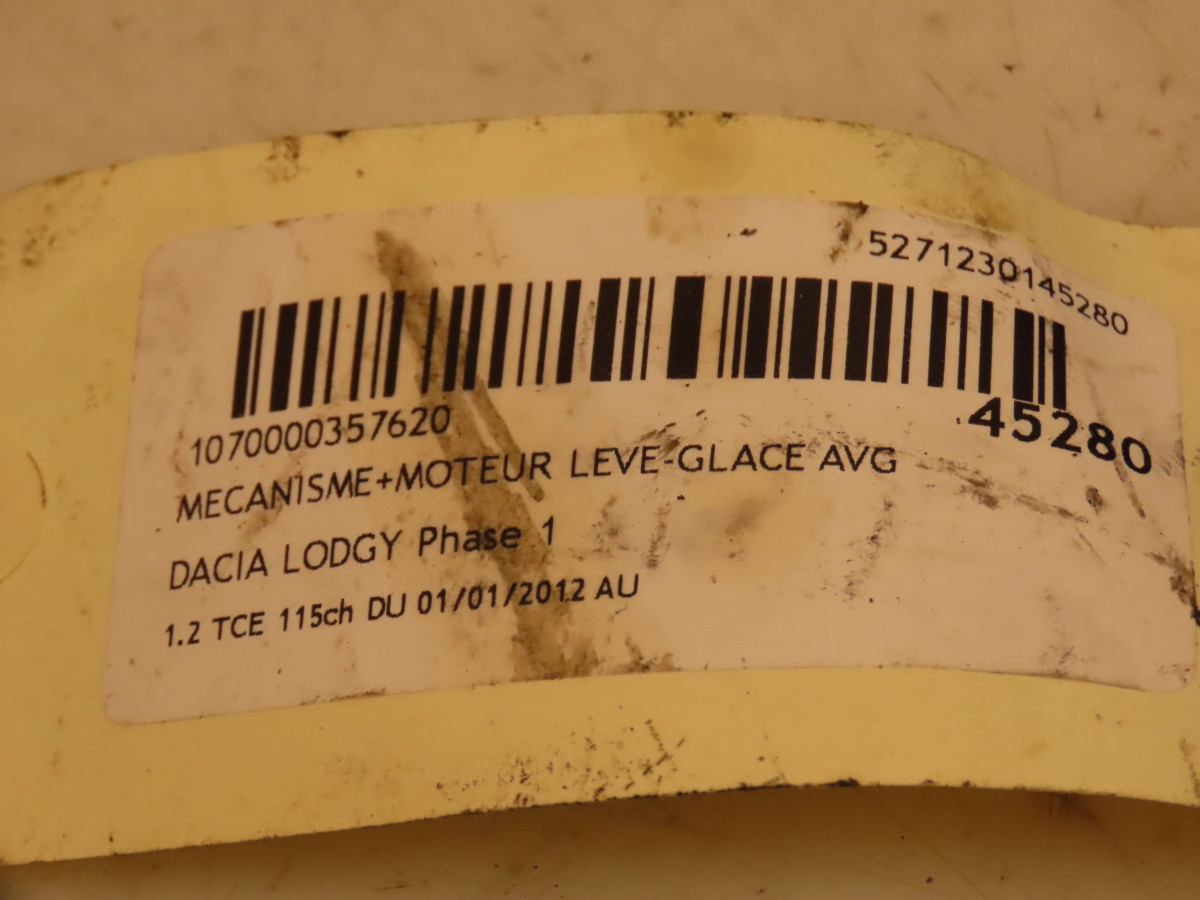 5271230145280
1070000357620
45280
MECANISME+MOTEUR LEVE-GLACE AVG
DACIA LODGY Phase 1
1.2 TCE 115ch DU 01/01/2012 AU